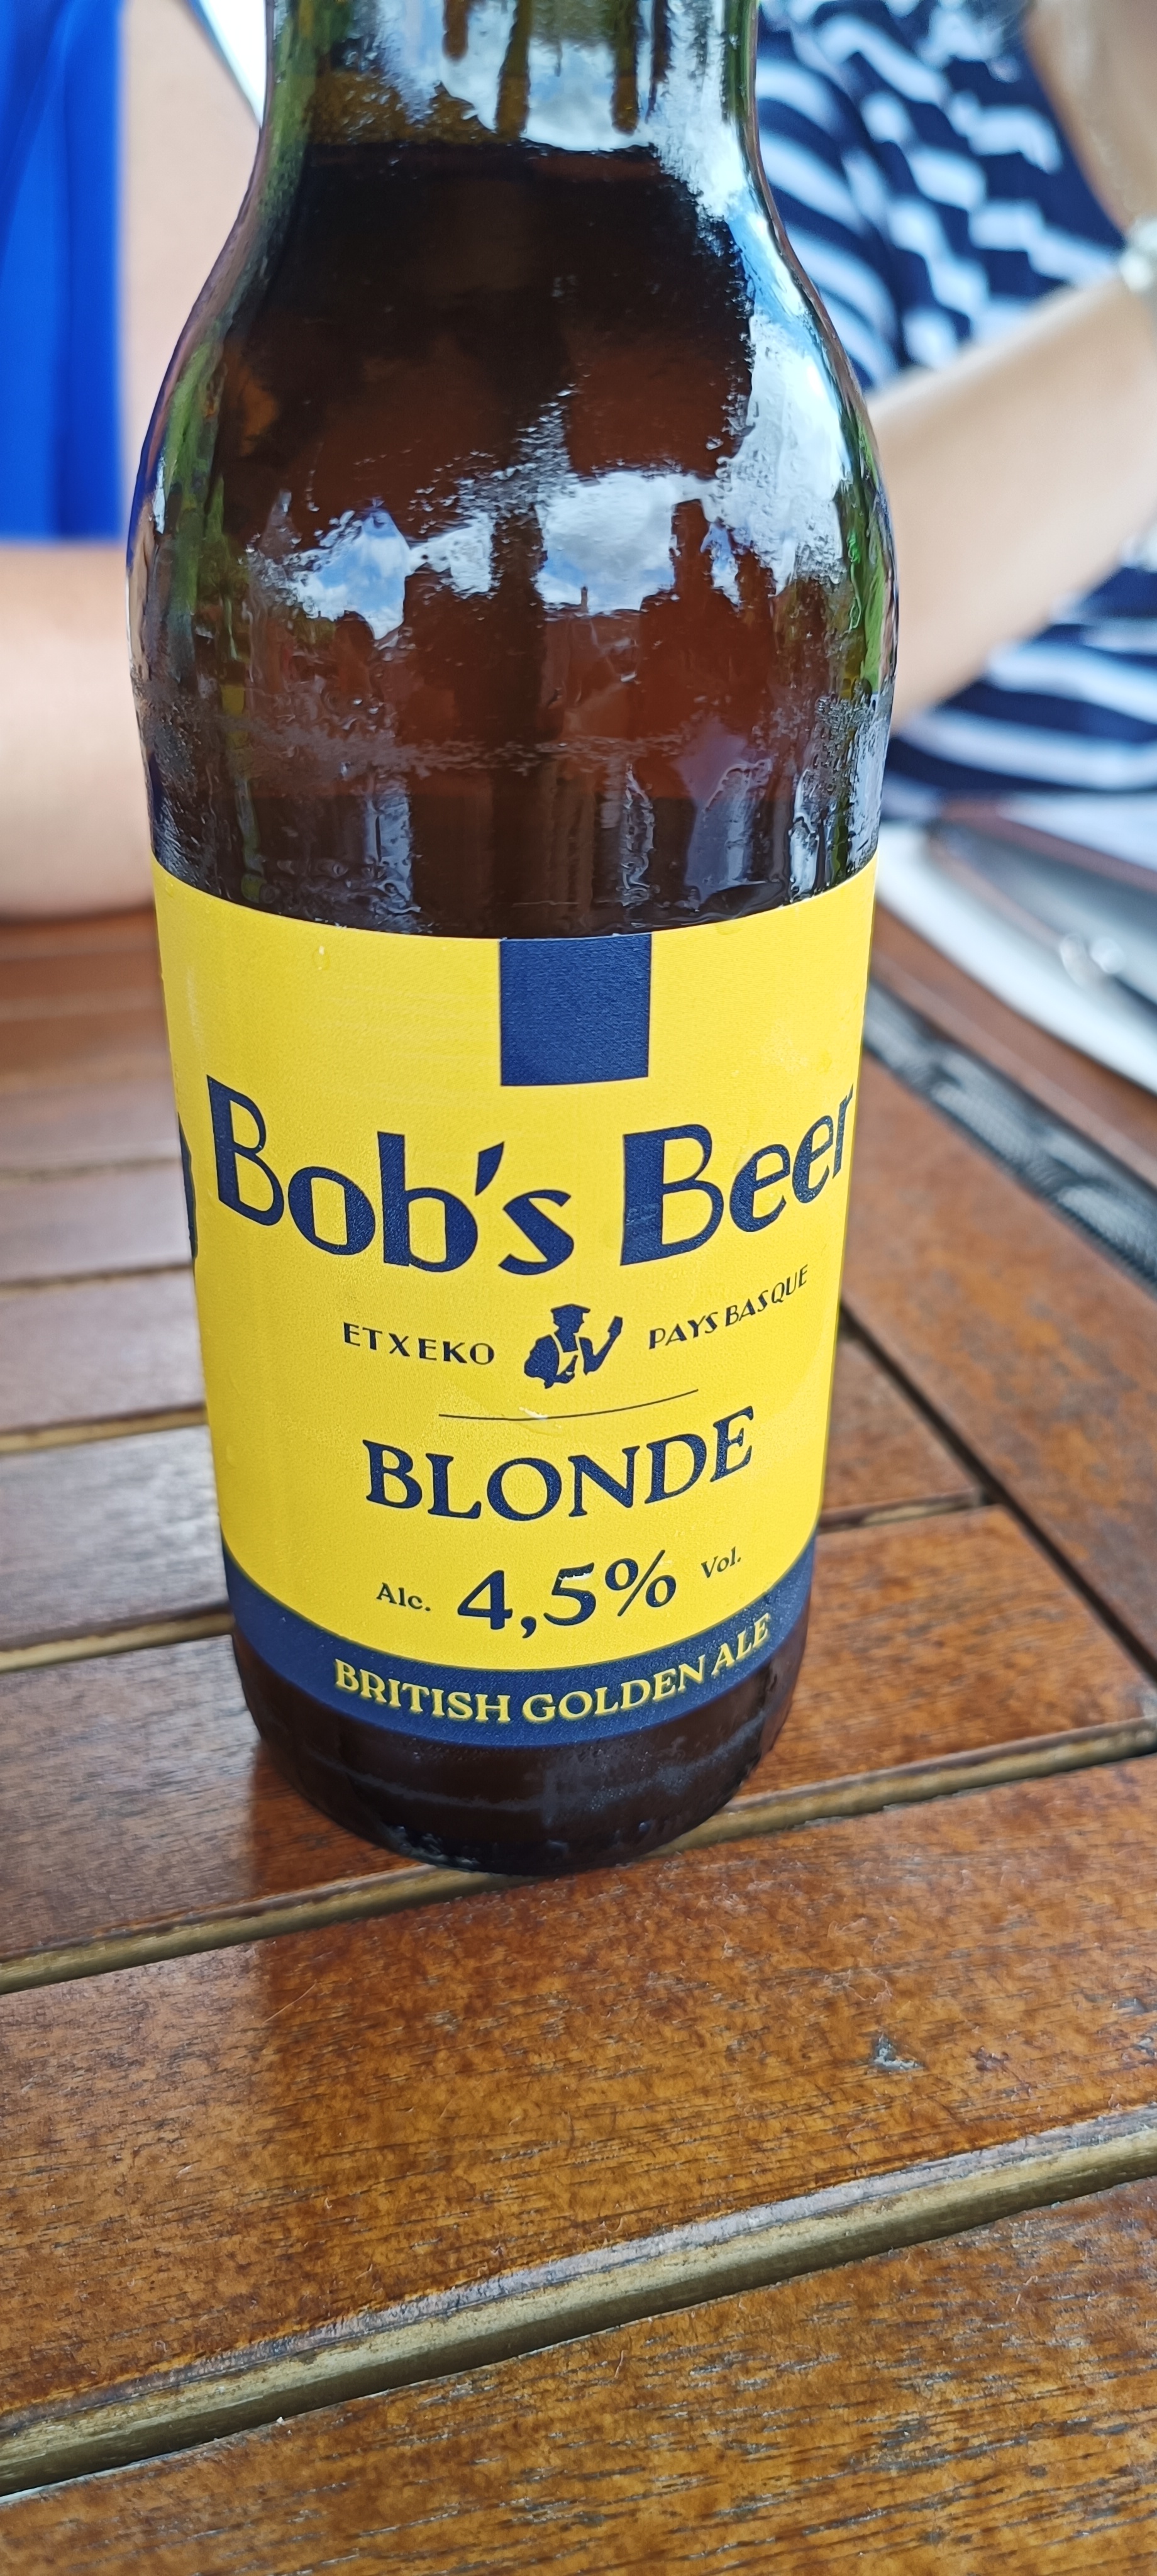 Bob's Beer
ETXEKO PAYS BASQUE
BLONDE
Alc. 4,5% Vol.
BRITISH GOLDEN ALE